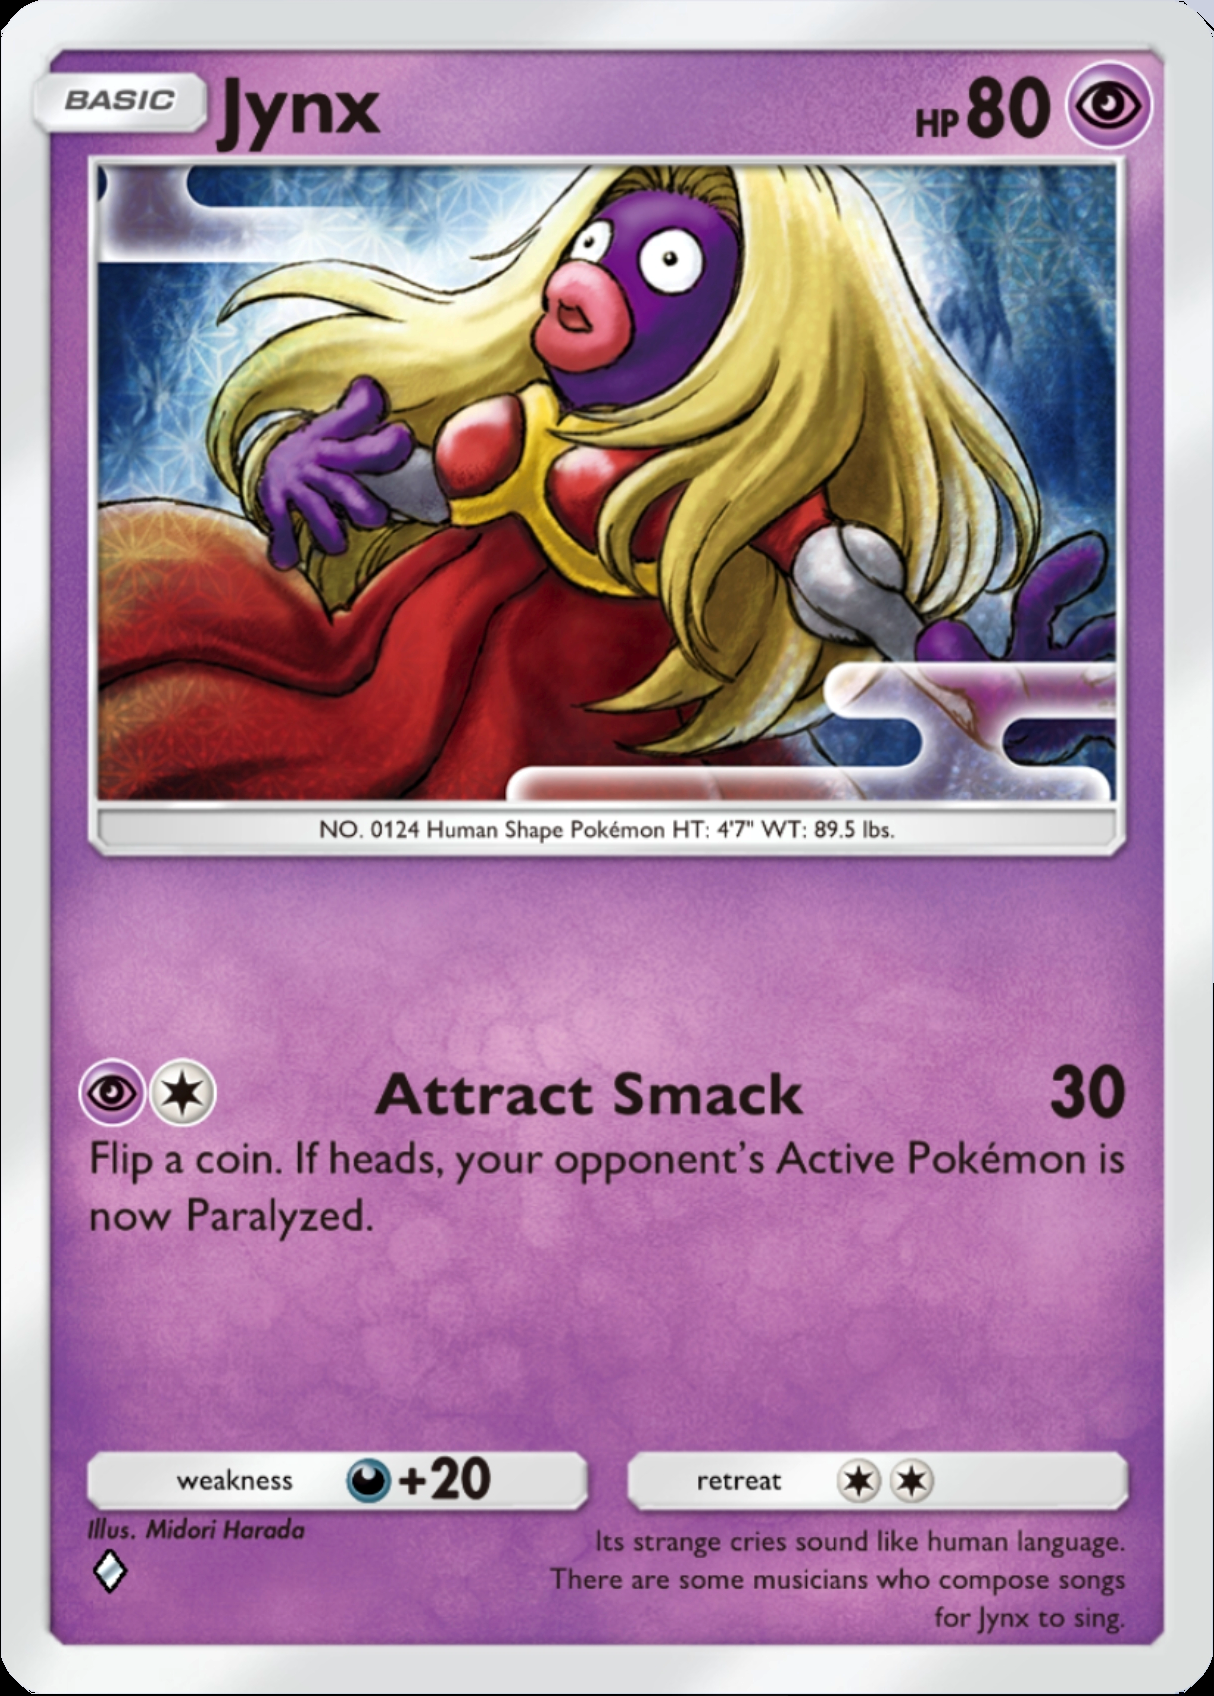 BASIC Jynx HP 80
NO. 0124 Human Shape Pokémon HT: 4'7" WT: 89.5 lbs.
Attract Smack 30
Flip a coin. If heads, your opponent’s Active Pokémon is
now Paralyzed.
weakness +20 retreat
Illus. Midori Harada
Its strange cries sound like human language.
There are some musicians who compose songs
for Jynx to sing.